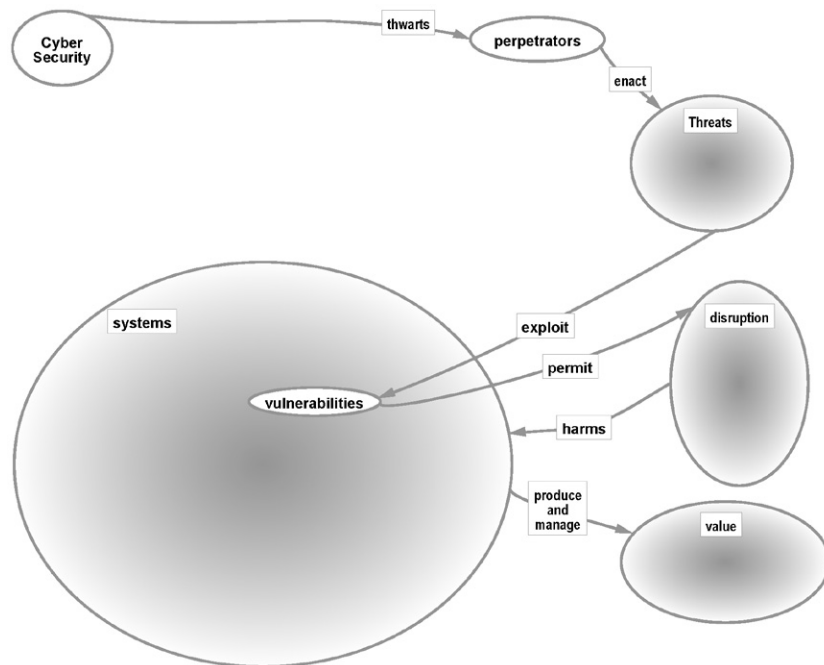 Cyber
Security
thwarts
perpetrators
enact
Threats
exploit
systems
disruption
permit
vulnerabilities
harms
produce
and
manage
value